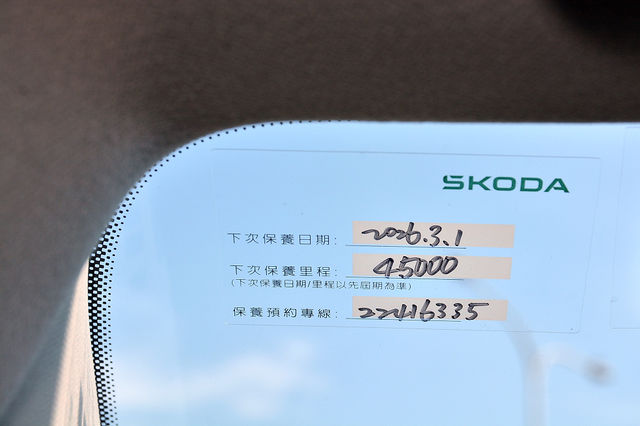 SKODA
下次保養日期: 2026.3.1
下次保養里程: 45000
(下次保養日期/里程以先屆期為準)
保養預約專線: 22416335